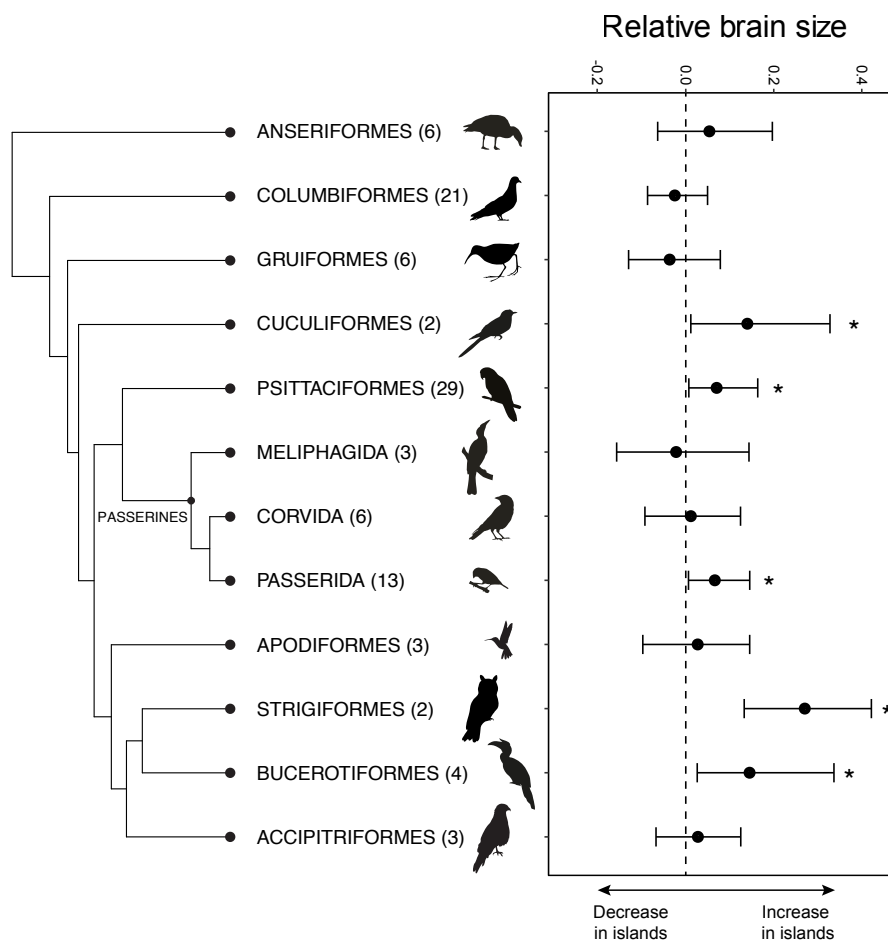 Relative brain size
-0.2
0.0
0.2
0.4
ANSERIFORMES (6)
COLUMBIFORMES (21)
GRUIFORMES (6)
CUCULIFORMES (2)
*
PSITTACIFORMES (29)
*
MELIPHAGIDA (3)
PASSERINES
CORVIDA (6)
PASSERIDA (13)
*
APODIFORMES (3)
STRIGIFORMES (2)
*
BUCEROTIFORMES (4)
*
ACCIPITRIFORMES (3)
Decrease
in islands
Increase
in islands